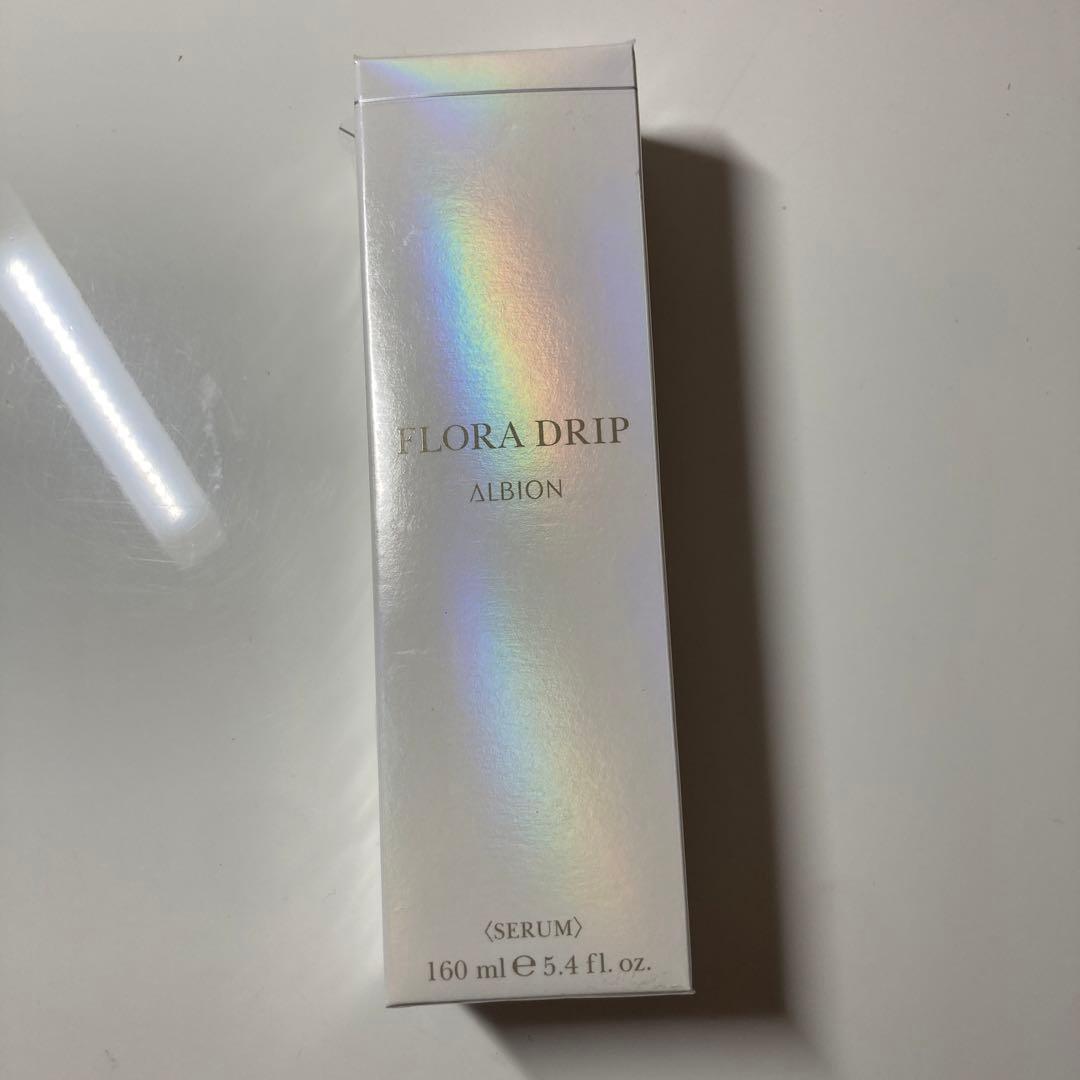 FLORA DRIP
ALBION
〈SERUM〉
160 ml ℮ 5.4 fl. oz.